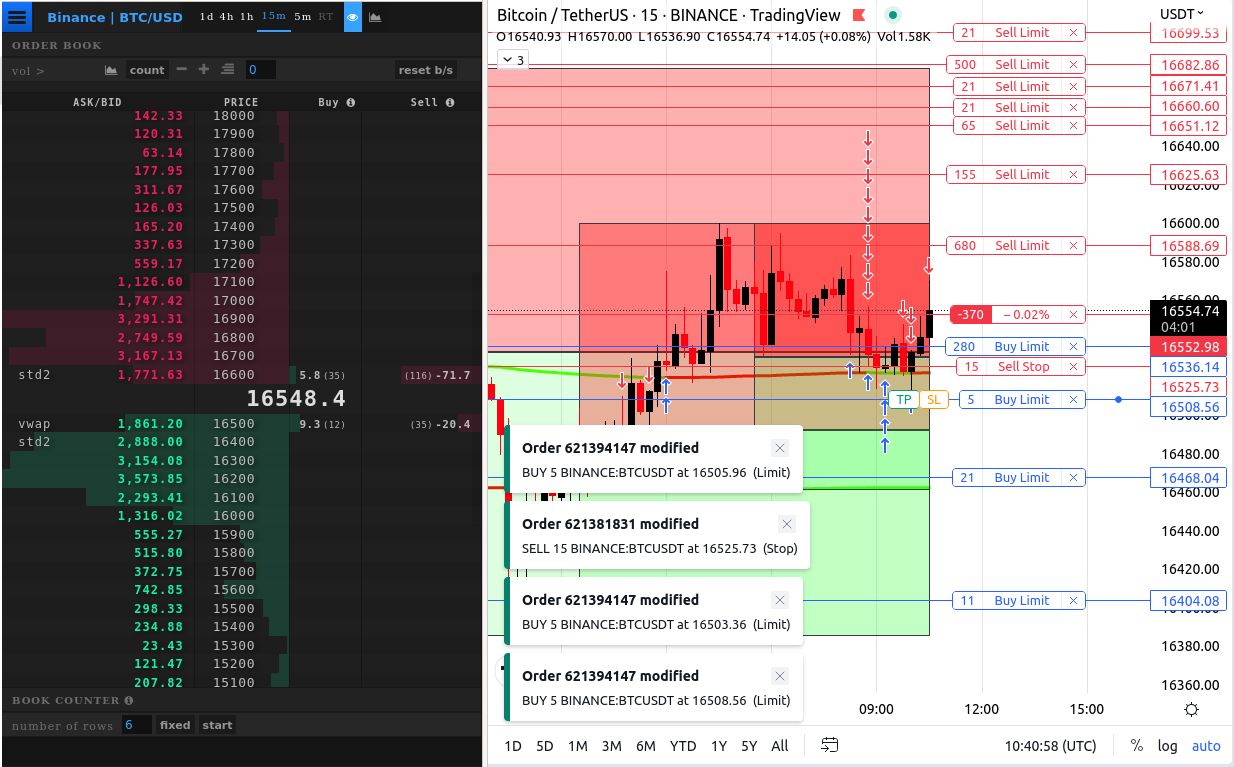 Binance | BTC/USD 1d 4h 1h 15m 5m RT
ORDER BOOK
vol > count 0 reset b/s
ASK/BID PRICE Buy Sell
142.33 18000
120.31 17900
63.14 17800
177.95 17700
311.67 17600
126.03 17500
165.20 17400
337.63 17300
559.17 17200
1,126.60 17100
1,747.42 17000
3,291.31 16900
2,749.59 16800
3,167.13 16700
std2 1,771.63 16600 5.8 (35) (116) -71.7
16548.4
vwap 1,861.20 16500 9.3 (12) (35) -20.4
std2 2,888.00 16400
3,154.08 16300
3,573.85 16200
2,293.41 16100
1,316.02 16000
555.27 15900
515.80 15800
372.75 15700
742.85 15600
298.33 15500
234.88 15400
23.43 15300
121.47 15200
207.82 15100
BOOK COUNTER
number of rows 6 fixed start
Bitcoin / TetherUS · 15 · BINANCE · TradingView USDT
O16540.93 H16570.00 L16536.90 C16554.74 +14.05 (+0.08%) Vol1.58K
3
21 Sell Limit 16699.53
500 Sell Limit 16682.86
21 Sell Limit 16671.41
21 Sell Limit 16660.60
65 Sell Limit 16651.12
16640.00
155 Sell Limit 16625.63
16620.00
16600.00
680 Sell Limit 16588.69
16580.00
16560.00
16554.74
-370 −0.02%
04:01
280 Buy Limit 16552.98
15 Sell Stop 16536.14
16525.73
TP SL 5 Buy Limit 16508.56
16480.00
21 Buy Limit 16468.04
16460.00
16440.00
16420.00
11 Buy Limit 16404.08
16380.00
16360.00
Order 621394147 modified
BUY 5 BINANCE:BTCUSDT at 16505.96 (Limit)
Order 621381831 modified
SELL 15 BINANCE:BTCUSDT at 16525.73 (Stop)
Order 621394147 modified
BUY 5 BINANCE:BTCUSDT at 16503.36 (Limit)
Order 621394147 modified
BUY 5 BINANCE:BTCUSDT at 16508.56 (Limit)
09:00 12:00 15:00
1D 5D 1M 3M 6M YTD 1Y 5Y All 10:40:58 (UTC) % log auto